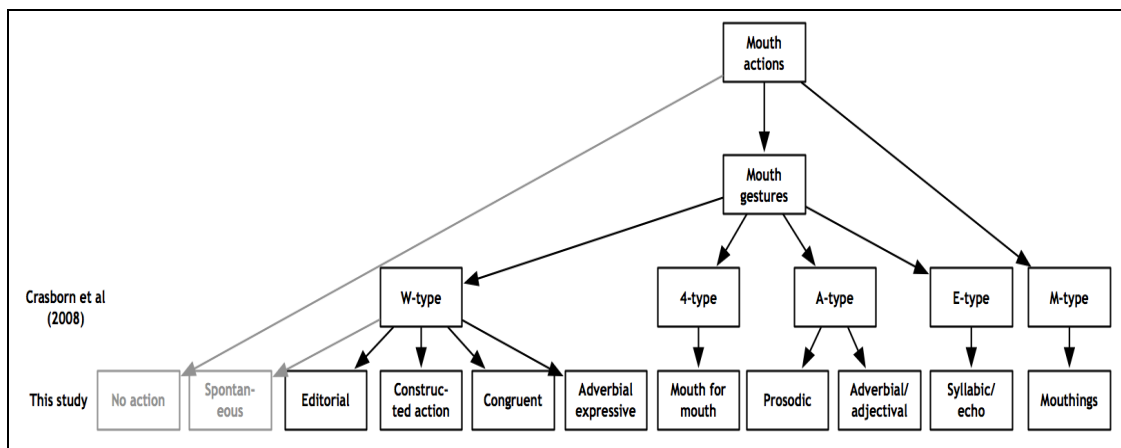 Mouth
actions
Mouth
gestures
Crasborn et al
(2008)
W-type
4-type
A-type
E-type
M-type
This study
No action
Spontan-
eous
Editorial
Construc-
ted action
Congruent
Adverbial
expressive
Mouth for
mouth
Prosodic
Adverbial/
adjectival
Syllabic/
echo
Mouthings